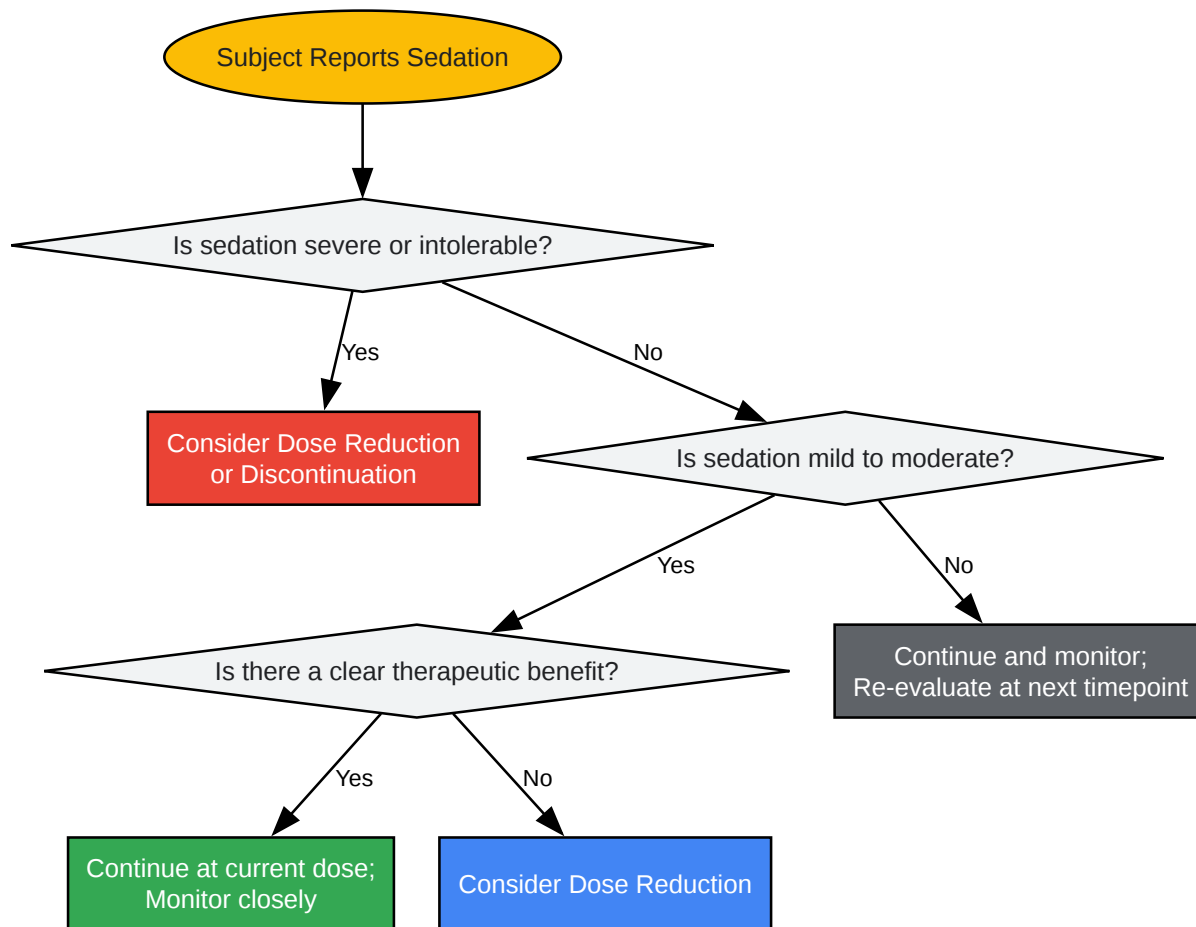 Subject Reports Sedation
Is sedation severe or intolerable?
Yes
No
Consider Dose Reduction
or Discontinuation
Is sedation mild to moderate?
Yes
No
Is there a clear therapeutic benefit?
Continue and monitor;
Re-evaluate at next timepoint
Yes
No
Continue at current dose;
Monitor closely
Consider Dose Reduction